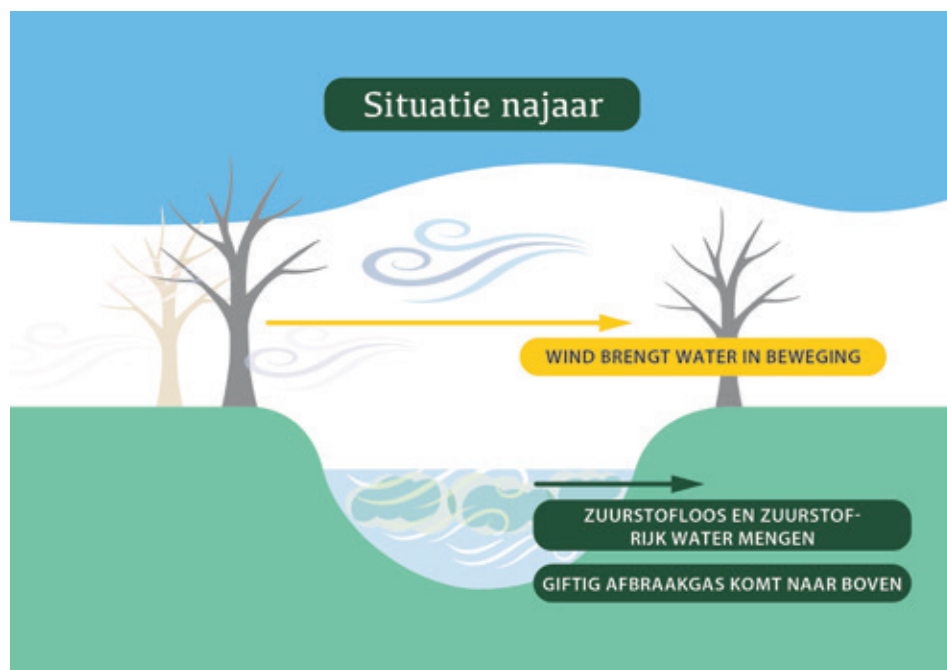 Situatie najaar
WIND BRENGT WATER IN BEWEGING
ZUURSTOFLOOS EN ZUURSTOF-
RIJK WATER MENGEN
GIFTIG AFBRAAKGAS KOMT NAAR BOVEN